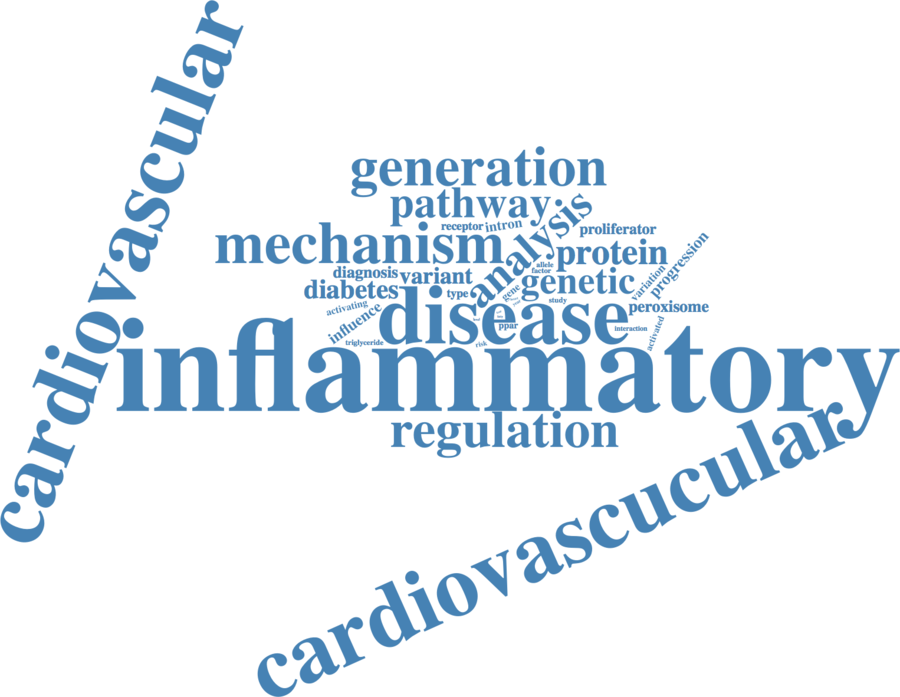 cardiovascular
generation
pathway
analysis
receptor
intron
proliferator
mechanism
protein
progression
allele
factor
diagnosis
variant
genetic
variation
diabetes
type
gene
study
activating
influence
disease
peroxisome
ppar
interaction
activated
triglyceride
risk
inflammatory
regulation
cardiovascucular